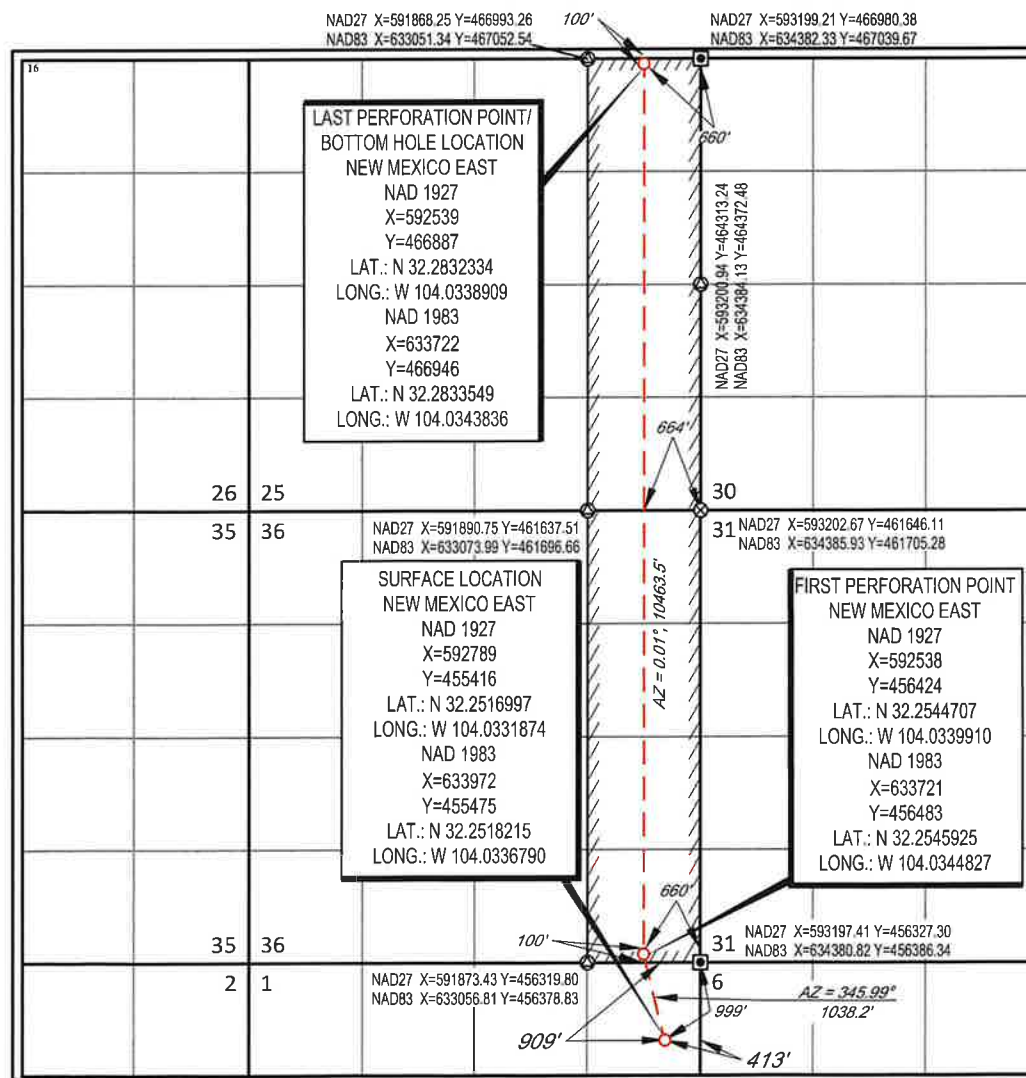 NAD27 X=591868.25 Y=466993.26
NAD83 X=633051.34 Y=467052.54
100'
NAD27 X=593199.21 Y=466980.38
NAD83 X=634382.33 Y=467039.67
16
660'
LAST PERFORATION POINT/
BOTTOM HOLE LOCATION
NEW MEXICO EAST
NAD 1927
X=592539
Y=466887
LAT.: N 32.2832334
LONG.: W 104.0338909
NAD 1983
X=633722
Y=466946
LAT.: N 32.2833549
LONG.: W 104.0343836
NAD27 X=593200.94 Y=464313.24
NAD83 X=634384.13 Y=464372.48
664'
26 25
30
35 36
31
NAD27 X=591890.75 Y=461637.51
NAD83 X=633073.99 Y=461696.66
NAD27 X=593202.67 Y=461646.11
NAD83 X=634385.93 Y=461705.28
AZ = 0.01°, 10463.5'
SURFACE LOCATION
NEW MEXICO EAST
NAD 1927
X=592789
Y=455416
LAT.: N 32.2516997
LONG.: W 104.0331874
NAD 1983
X=633972
Y=455475
LAT.: N 32.2518215
LONG.: W 104.0336790
FIRST PERFORATION POINT
NEW MEXICO EAST
NAD 1927
X=592538
Y=456424
LAT.: N 32.2544707
LONG.: W 104.0339910
NAD 1983
X=633721
Y=456483
LAT.: N 32.2545925
LONG.: W 104.0344827
660'
100'
35 36
31
NAD27 X=593197.41 Y=456327.30
NAD83 X=634380.82 Y=456386.34
2 1
6
NAD27 X=591873.43 Y=456319.80
NAD83 X=633056.81 Y=456378.83
AZ = 345.99°
1038.2'
999'
909'
413'